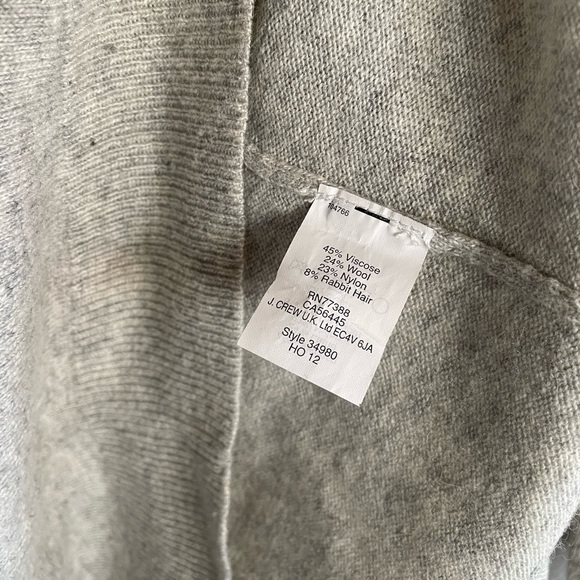 45% Viscose
24% Wool
23% Nylon
8% Rabbit Hair
RN77388
CA56445
J. CREW U.K. Ltd EC4V 6JA
Style 34980
HO 12